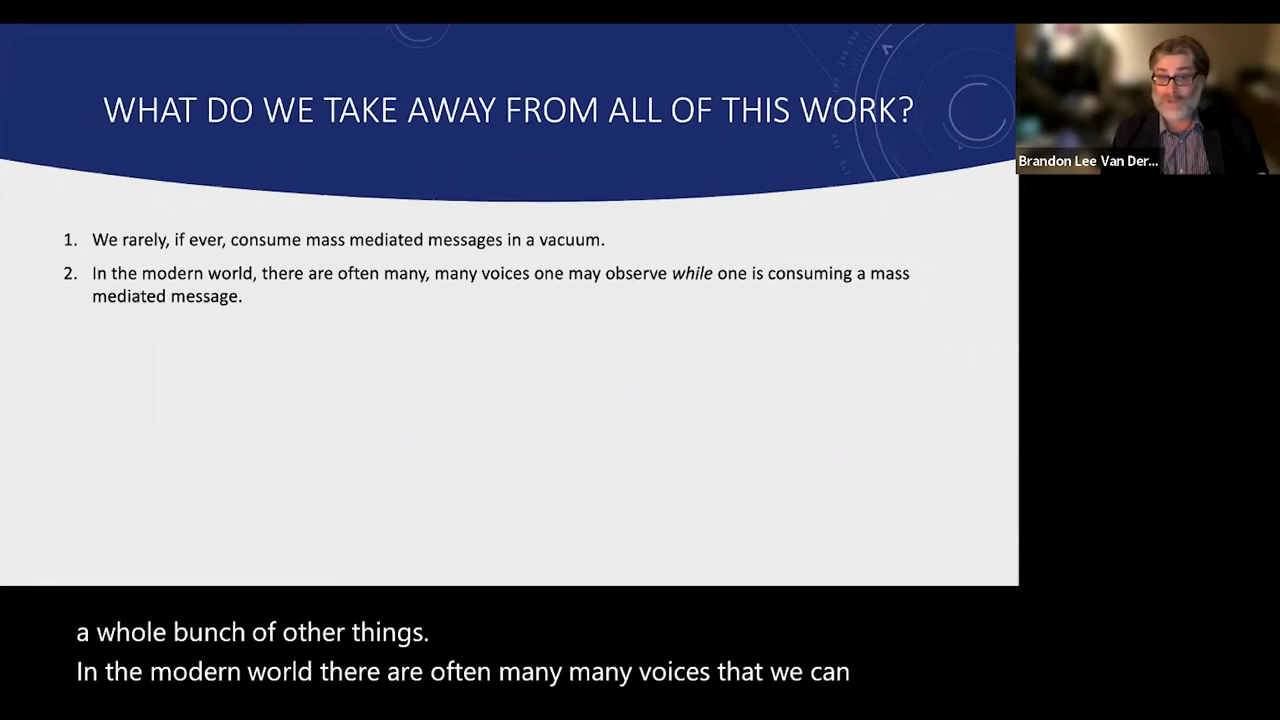 WHAT DO WE TAKE AWAY FROM ALL OF THIS WORK?
Brandon Lee Van Der...
1. We rarely, if ever, consume mass mediated messages in a vacuum.
2. In the modern world, there are often many, many voices one may observe while one is consuming a mass
mediated message.
a whole bunch of other things.
In the modern world there are often many many voices that we can